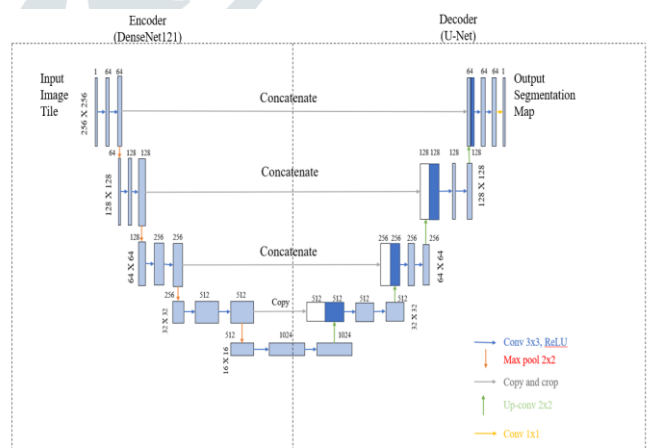 Encoder
(DenseNet121)
Decoder
(U-Net)
Input
Image
Tile
1 64 64
256 X 256
Concatenate
64 64 64 1
Output
Segmentation
Map
64 128 128
128 X 128
Concatenate
128 128 128 128
128 X 128
128 256 256
64 X 64
Concatenate
256 256 256 256
64 X 64
256 512 512
32 X 32
Copy
512 512 512 512
32 X 32
512 1024 1024
16 X 16
Conv 3x3, ReLU
Max pool 2x2
Copy and crop
Up-conv 2x2
Conv 1x1